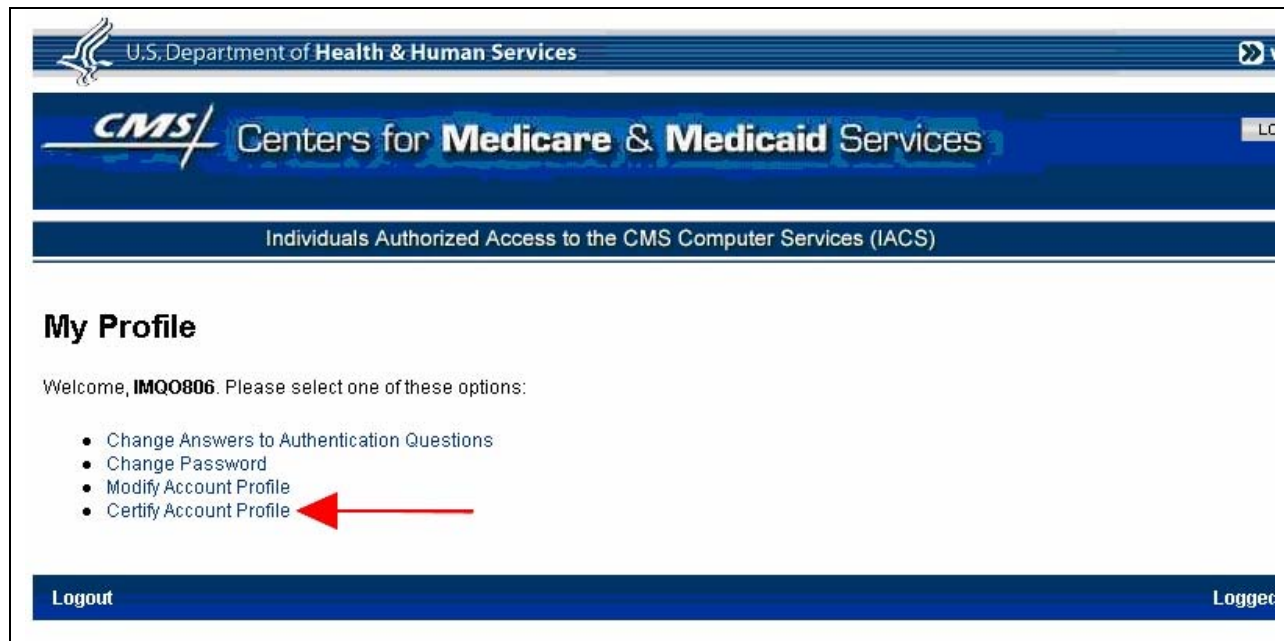 U.S. Department of Health & Human Services
CMS Centers for Medicare & Medicaid Services
Individuals Authorized Access to the CMS Computer Services (IACS)
My Profile
Welcome, IMQO806. Please select one of these options:
Change Answers to Authentication Questions
Change Password
Modify Account Profile
Certify Account Profile
Logout